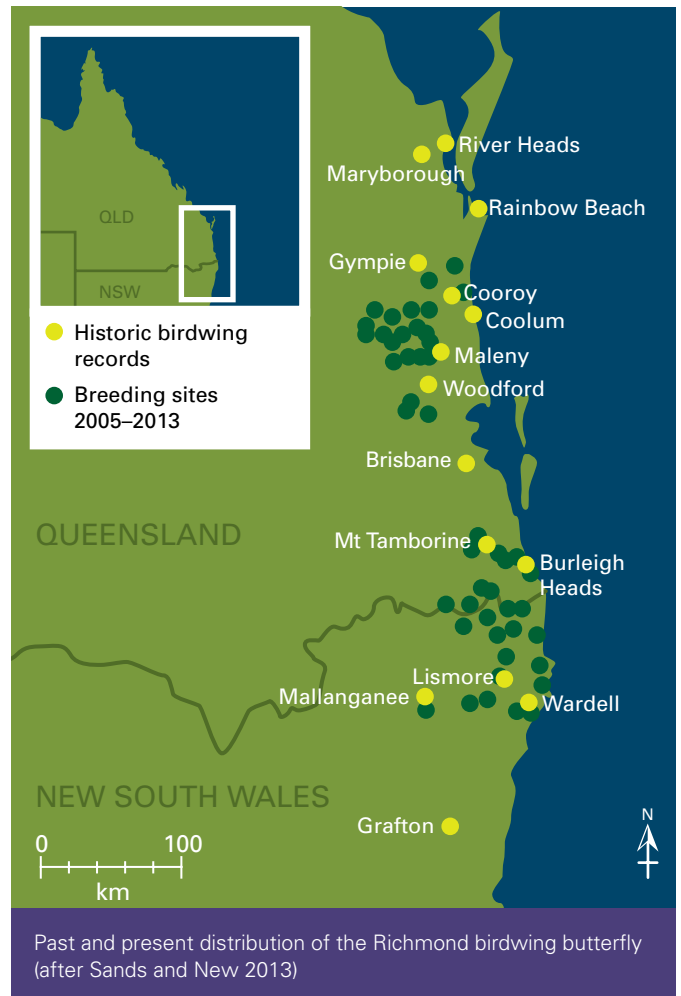 QLD
NSW
Historic birdwing
records
Breeding sites
2005–2013
River Heads
Maryborough
Rainbow Beach
Gympie
Cooroy
Coolum
Maleny
Woodford
Brisbane
QUEENSLAND
Mt Tamborine
Burleigh
Heads
Lismore
Mallanganee
Wardell
NEW SOUTH WALES
Grafton
0 100
km
N
Past and present distribution of the Richmond birdwing butterfly
(after Sands and New 2013)